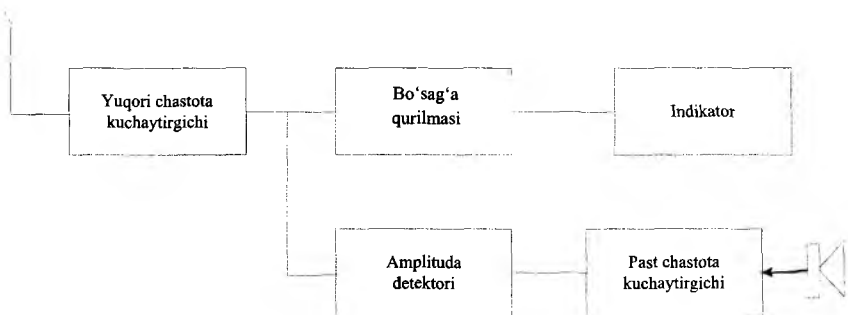 Yuqori chastota
kuchaytirgichi
Bo‘sag‘a
qurilmasi
Indikator
Amplituda
detektori
Past chastota
kuchaytirgichi